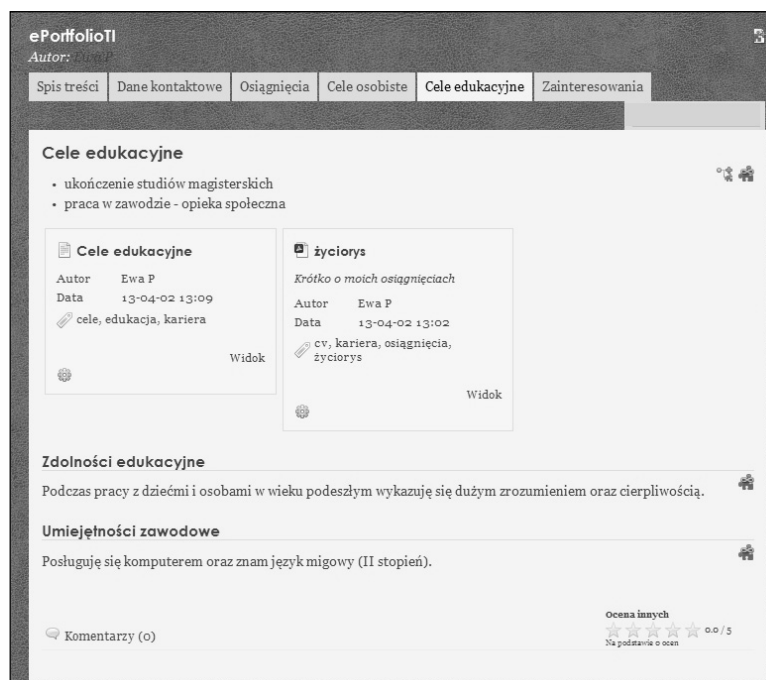 ePortfolioTI
Autor: Ewa P
Spis treści Dane kontaktowe Osiągnięcia Cele osobiste Cele edukacyjne Zainteresowania
Cele edukacyjne
• ukończenie studiów magisterskich
• praca w zawodzie - opieka społeczna
Cele edukacyjne
Autor Ewa P
Data 13-04-02 13:09
cele, edukacja, kariera
Widok
życiorys
Krótko o moich osiągnięciach
Autor Ewa P
Data 13-04-02 13:02
cv, kariera, osiągnięcia,
życiorys
Widok
Zdolności edukacyjne
Podczas pracy z dziećmi i osobami w wieku podeszłym wykazuję się dużym zrozumieniem oraz cierpliwością.
Umiejętności zawodowe
Posługuję się komputerem oraz znam język migowy (II stopień).
Komentarzy (0)
Ocena innych
0.0 / 5
Na podstawie 0 ocen